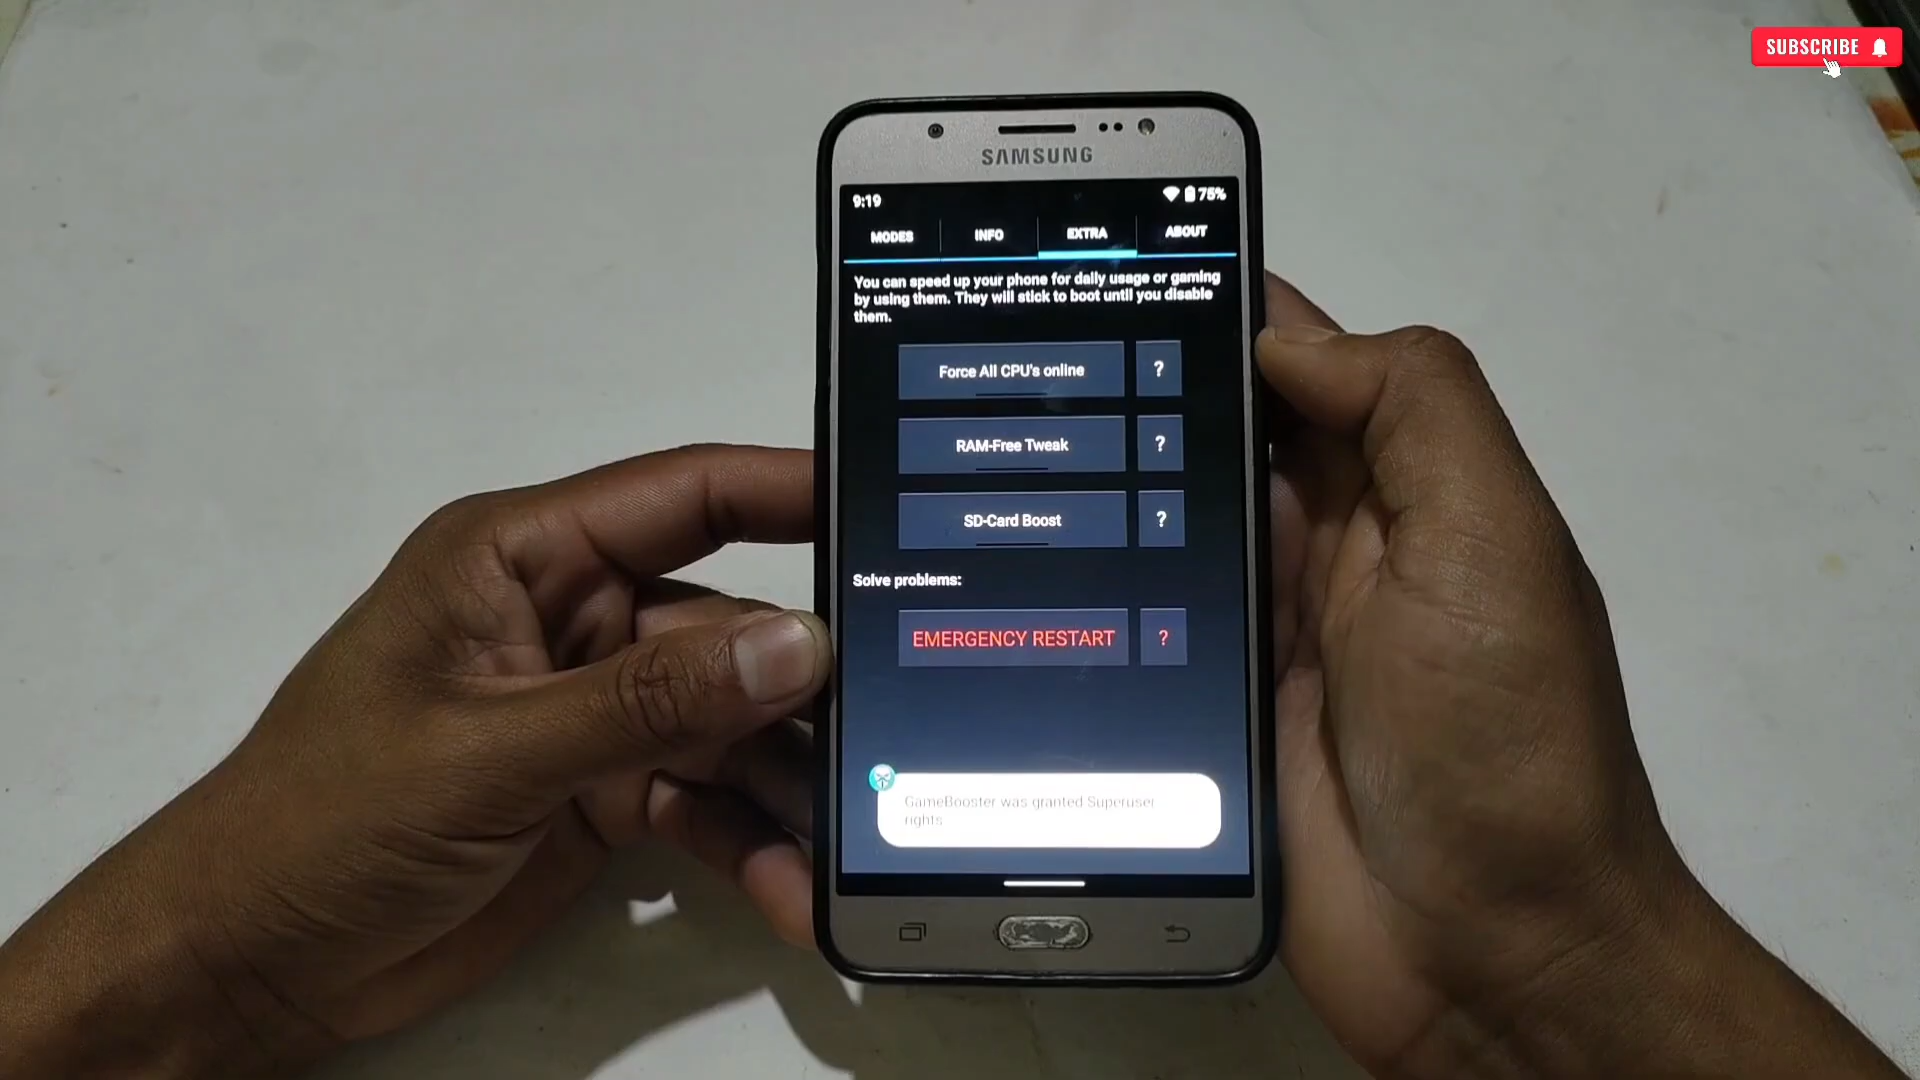 SUBSCRIBE
SAMSUNG
9:19
75%
MODES
INFO
EXTRA
ABOUT
You can speed up your phone for daily usage or gaming
by using them. They will stick to boot until you disable
them.
Force All CPU's online
?
RAM-Free Tweak
?
SD-Card Boost
?
Solve problems:
EMERGENCY RESTART
?
GameBooster was granted Superuser
rights